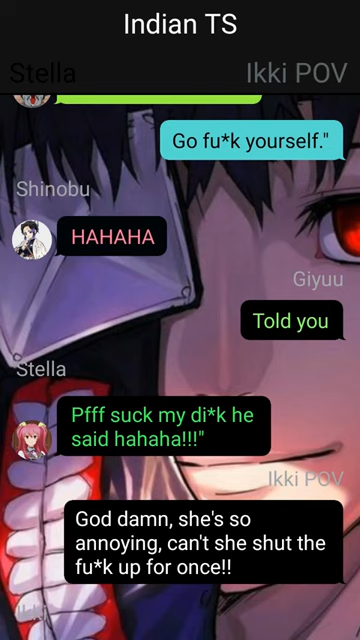 Indian TS
Stella
Ikki POV
Go fu*k yourself."
Shinobu
HAHAHA
Giyuu
Told you
Stella
Pfff suck my di*k he
said hahaha!!!"
Ikki POV
God damn, she's so
annoying, can't she shut the
fu*k up for once!!
Ikki